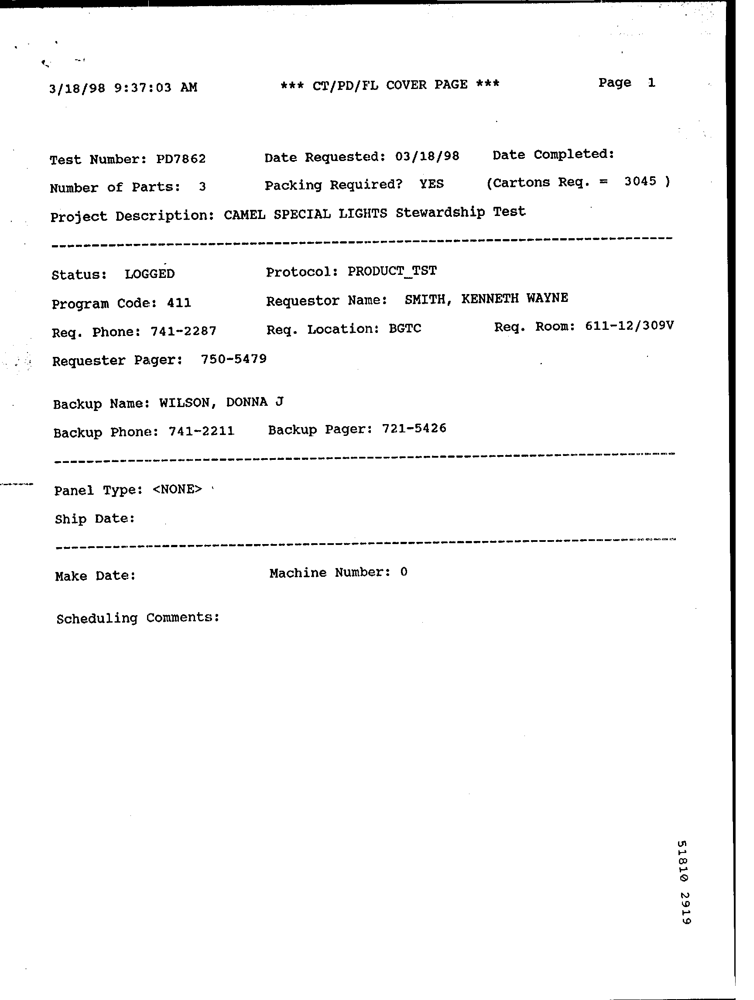 3/18/98 9:37:03 AM *** CT/PD/FL COVER PAGE *** Page 1
Test Number: PD7862 Date Requested: 03/18/98 Date Completed:
Number of Parts: 3 Packing Required? YES (Cartons Req. = 3045 )
Project Description: CAMEL SPECIAL LIGHTS Stewardship Test
Status: LOGGED Protocol: PRODUCT_TST
Program Code: 411 Requestor Name: SMITH, KENNETH WAYNE
Req. Phone: 741-2287 Req. Location: BGTC Req. Room: 611-12/309V
Requester Pager: 750-5479
Backup Name: WILSON, DONNA J
Backup Phone: 741-2211 Backup Pager: 721-5426
Panel Type: <NONE>
Ship Date:
Make Date: Machine Number: 0
Scheduling Comments:
51810 2919